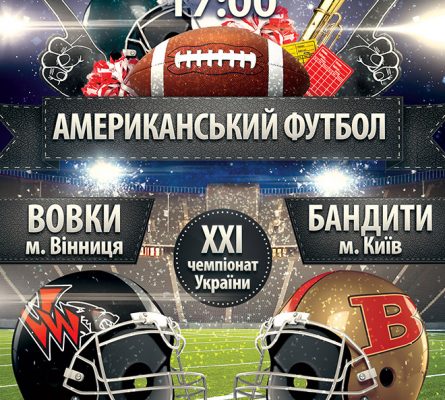 17:00
АМЕРИКАНСЬКИЙ ФУТБОЛ
ВОВКИ
м. Вінниця
XXI
чемпіонат
України
БАНДИТИ
м. Київ
W
B